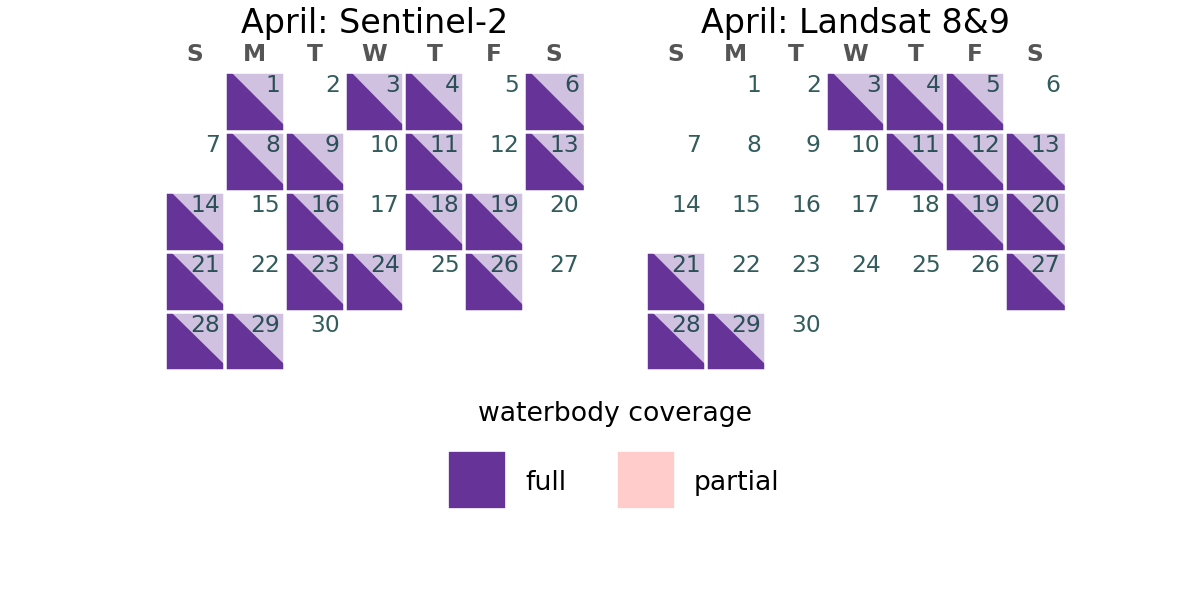 April: Sentinel-2
S M T W T F S
1 2 3 4 5 6
7 8 9 10 11 12 13
14 15 16 17 18 19 20
21 22 23 24 25 26 27
28 29 30
April: Landsat 8&9
S M T W T F S
1 2 3 4 5 6
7 8 9 10 11 12 13
14 15 16 17 18 19 20
21 22 23 24 25 26 27
28 29 30
waterbody coverage
full partial